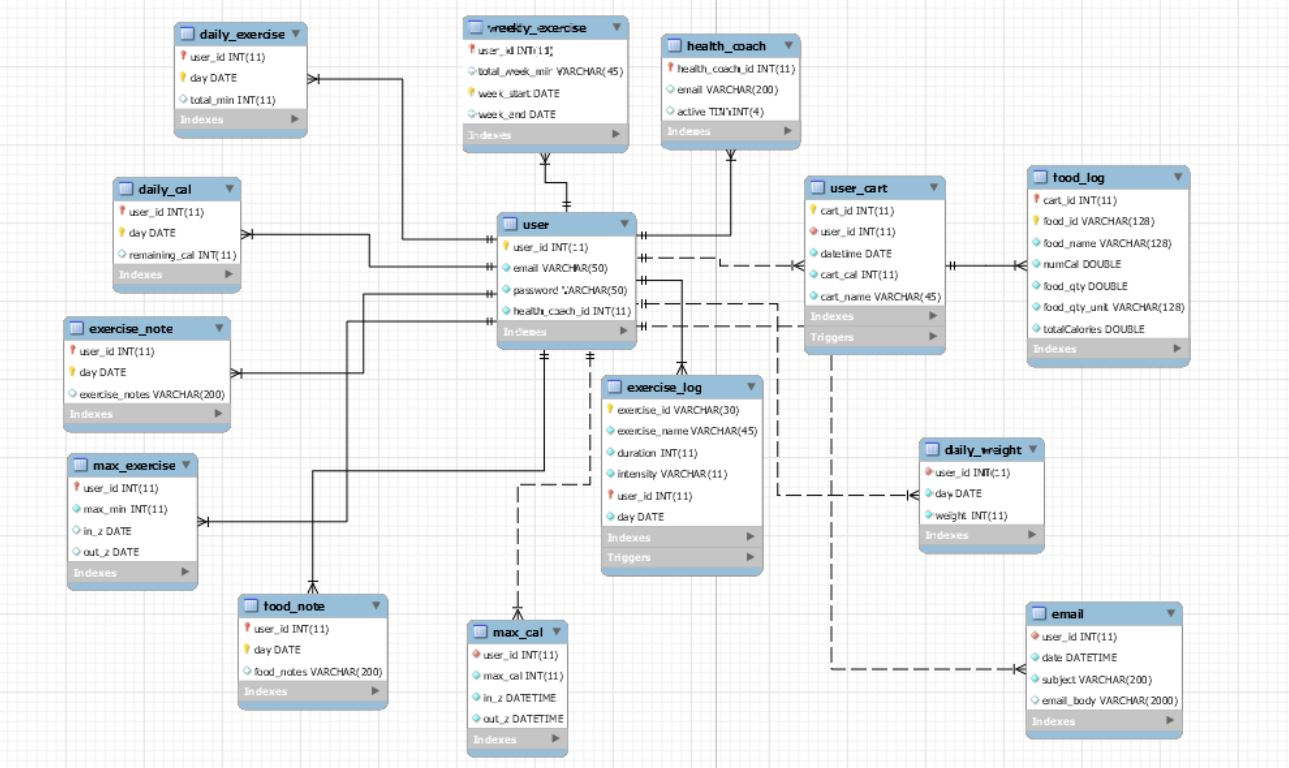 daily_exercise
user_id INT(11)
day DATE
total_min INT(11)
Indexes
weekly_exercise
user_id INT(11)
total_week_min VARCHAR(45)
week_start DATE
week_end DATE
Indexes
health_coach
health_coach_id INT(11)
email VARCHAR(200)
active TINYINT(4)
Indexes
daily_cal
user_id INT(11)
day DATE
remaining_cal INT(11)
Indexes
user
user_id INT(11)
email VARCHAR(50)
password VARCHAR(50)
health_coach_id INT(11)
Indexes
user_cart
cart_id INT(11)
user_id INT(11)
datetime DATE
cart_cal INT(11)
cart_name VARCHAR(45)
Indexes
Triggers
food_log
cart_id INT(11)
food_id VARCHAR(128)
food_name VARCHAR(128)
numCal DOUBLE
food_qty DOUBLE
food_qty_unit VARCHAR(128)
totalCalories DOUBLE
Indexes
exercise_note
user_id INT(11)
day DATE
exercise_notes VARCHAR(200)
Indexes
exercise_log
exercise_id VARCHAR(30)
exercise_name VARCHAR(45)
duration INT(11)
intensity VARCHAR(11)
user_id INT(11)
day DATE
Indexes
Triggers
max_exercise
user_id INT(11)
max_min INT(11)
in_z DATE
out_z DATE
Indexes
daily_weight
user_id INT(11)
day DATE
weight INT(11)
Indexes
food_note
user_id INT(11)
day DATE
food_notes VARCHAR(200)
Indexes
max_cal
user_id INT(11)
max_cal INT(11)
in_z DATETIME
out_z DATETIME
Indexes
email
user_id INT(11)
date DATETIME
subject VARCHAR(200)
email_body VARCHAR(2000)
Indexes